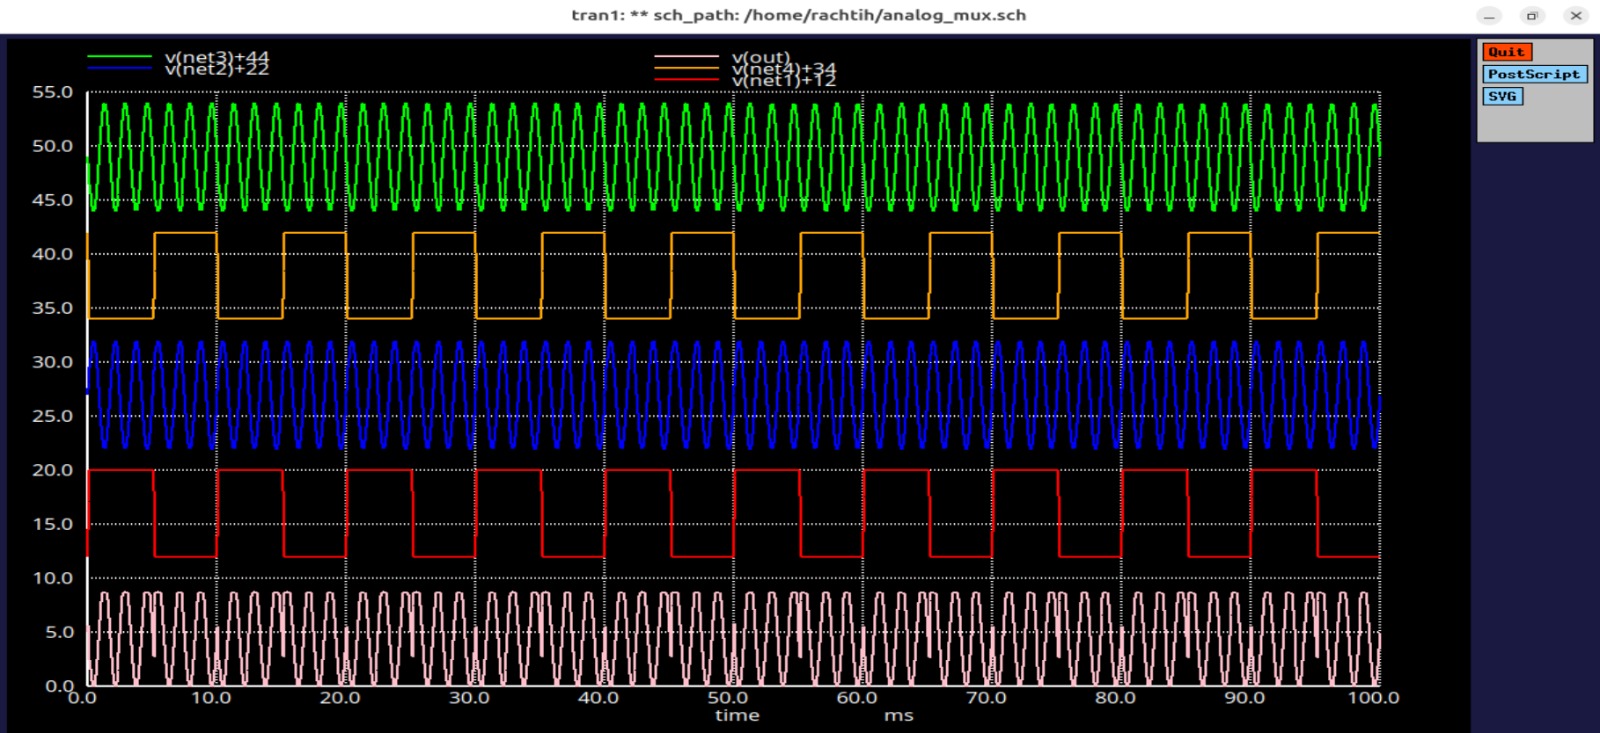 tran1: ** sch_path: /home/rachtih/analog_mux.sch
Quit
PostScript
SVG
v(net3)+44
v(net2)+22
v(out)
v(net4)+34
v(net1)+12
55.0
50.0
45.0
40.0
35.0
30.0
25.0
20.0
15.0
10.0
5.0
0.0
0.0 10.0 20.0 30.0 40.0 50.0 60.0 70.0 80.0 90.0 100.0
time ms